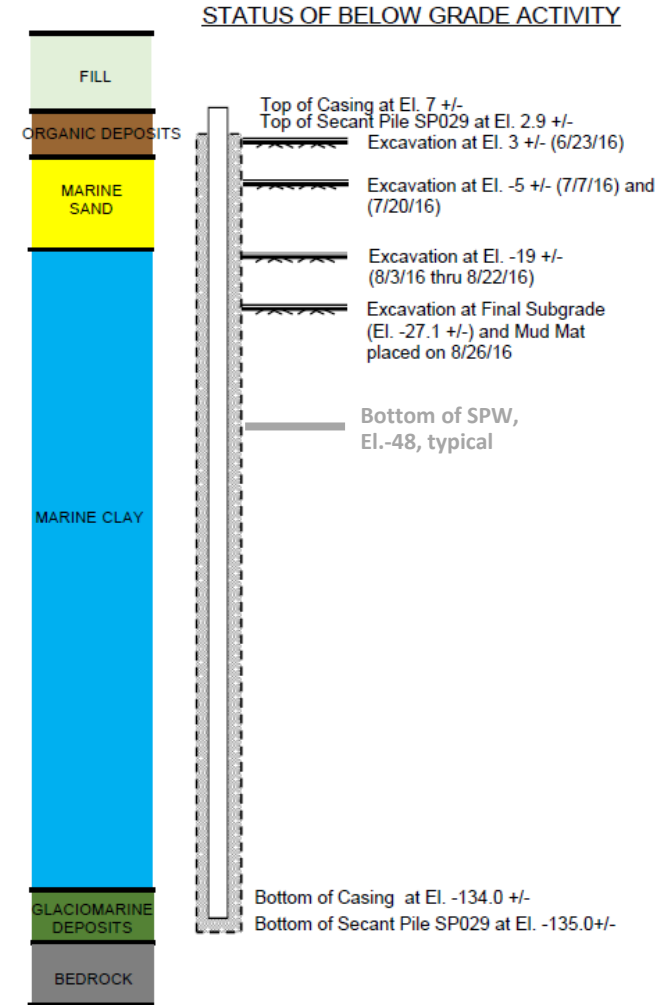 STATUS OF BELOW GRADE ACTIVITY
FILL
ORGANIC DEPOSITS
MARINE
SAND
MARINE CLAY
GLACIOMARINE
DEPOSITS
BEDROCK
Top of Casing at El. 7 +/-
Top of Secant Pile SP029 at El. 2.9 +/-
Excavation at El. 3 +/- (6/23/16)
Excavation at El. -5 +/- (7/7/16) and
(7/20/16)
Excavation at El. -19 +/-
(8/3/16 thru 8/22/16)
Excavation at Final Subgrade
(El. -27.1 +/-) and Mud Mat
placed on 8/26/16
Bottom of SPW,
El.-48, typical
Bottom of Casing at El. -134.0 +/-
Bottom of Secant Pile SP029 at El. -135.0+/-